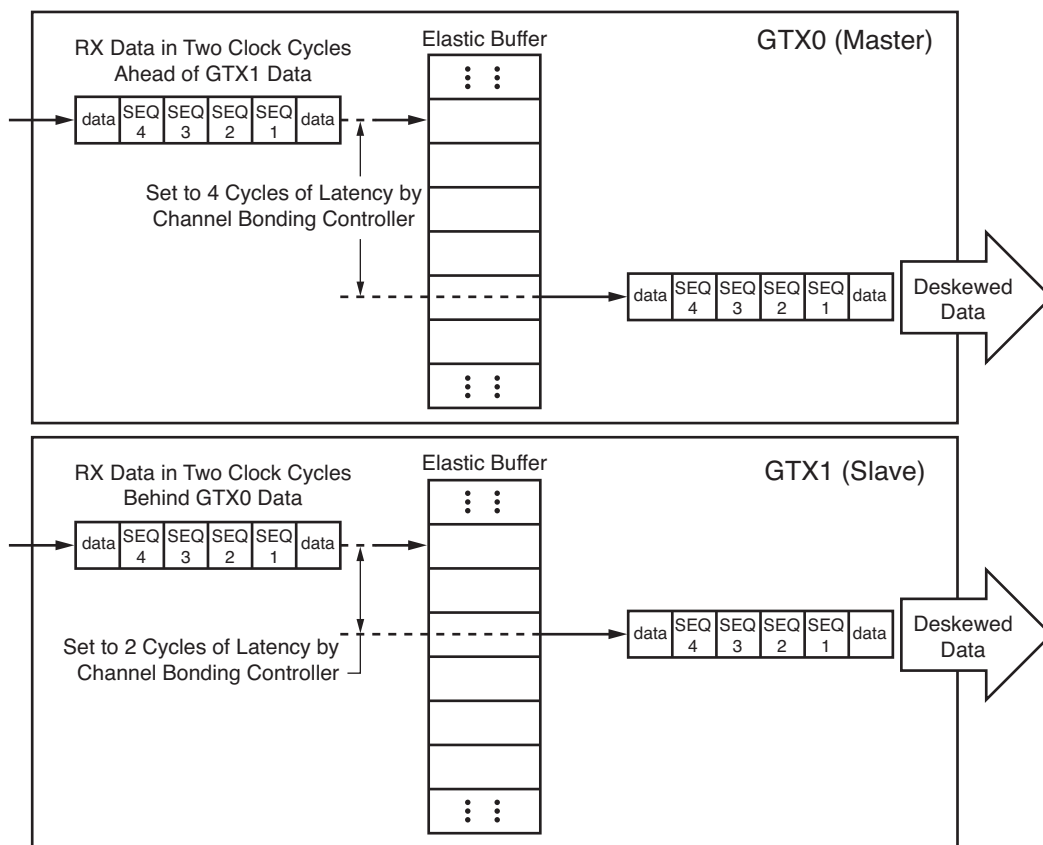 GTX0 (Master)
RX Data in Two Clock Cycles
Ahead of GTX1 Data
Elastic Buffer
data SEQ 4 SEQ 3 SEQ 2 SEQ 1 data
Set to 4 Cycles of Latency by
Channel Bonding Controller
data SEQ 4 SEQ 3 SEQ 2 SEQ 1 data
Deskewed
Data
GTX1 (Slave)
RX Data in Two Clock Cycles
Behind GTX0 Data
Elastic Buffer
data SEQ 4 SEQ 3 SEQ 2 SEQ 1 data
Set to 2 Cycles of Latency by
Channel Bonding Controller
data SEQ 4 SEQ 3 SEQ 2 SEQ 1 data
Deskewed
Data